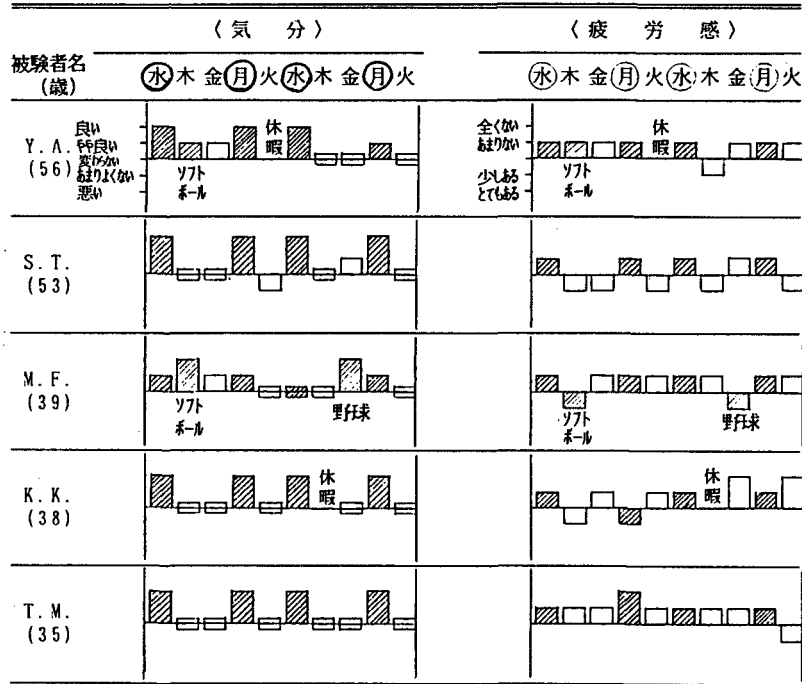 〈気 分〉 〈疲 労 感〉
被験者名
(歳)
水 木 金 月 火 水 木 金 月 火 水 木 金 月 火 水 木 金 月 火
Y. A.
(56)
良い
やや良い
変わらない
あまりよくない
悪い
休
暇
ソフト
ボール
全くない
あまりない
少しある
とてもある
休
暇
ソフト
ボール
S. T.
(53)
M. F.
(39)
ソフト
ボール
野球
ソフト
ボール
野球
K. K.
(38)
休
暇
休
暇
T. M.
(35)